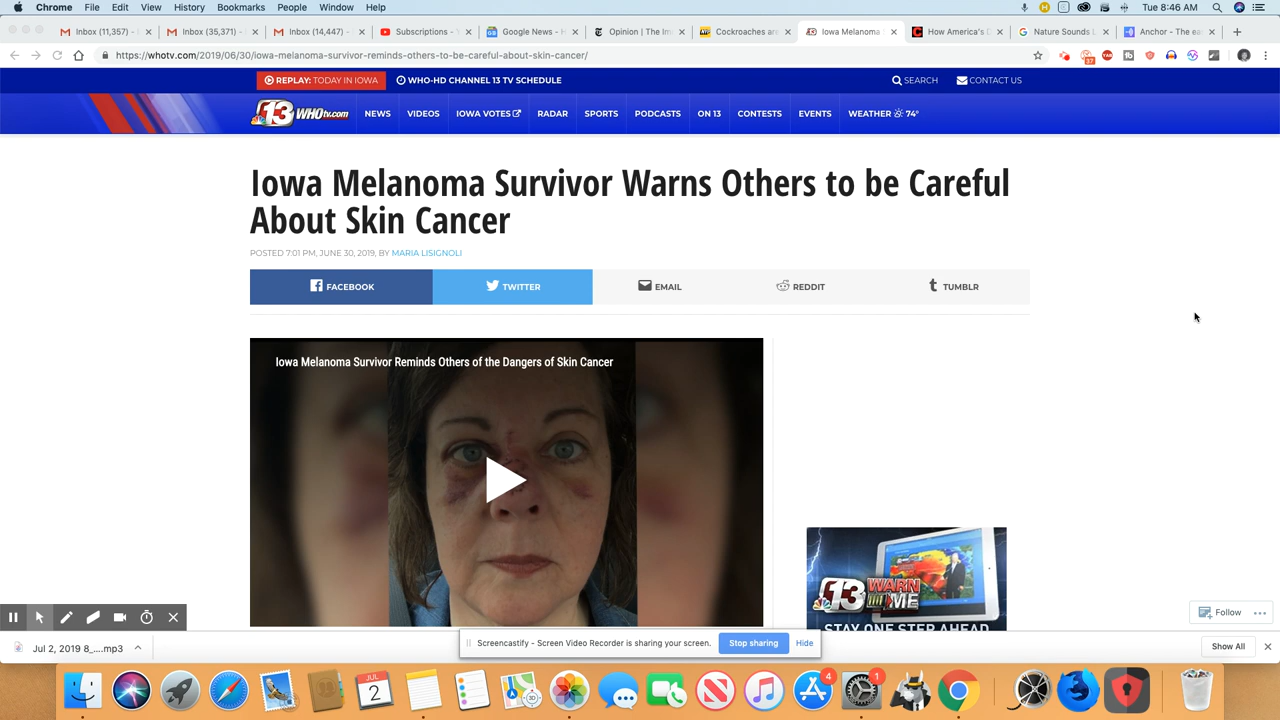 Chrome File Edit View History Bookmarks People Window Help Tue 8:46 AM
Inbox (11,357) - Inbox (35,371) - Inbox (14,447) - Subscriptions - Google News - Opinion | The Im Cockroaches are Iowa Melanoma How America's Nature Sounds Anchor - The ea
https://whotv.com/2019/06/30/iowa-melanoma-survivor-reminds-others-to-be-careful-about-skin-cancer/
REPLAY: TODAY IN IOWA WHO-HD CHANNEL 13 TV SCHEDULE SEARCH CONTACT US
13 WHOtv.com NEWS VIDEOS IOWA VOTES RADAR SPORTS PODCASTS ON 13 CONTESTS EVENTS WEATHER 74°
Iowa Melanoma Survivor Warns Others to be Careful
About Skin Cancer
POSTED 7:01 PM, JUNE 30, 2019, BY MARIA LISIGNOLI
FACEBOOK TWITTER EMAIL REDDIT TUMBLR
Iowa Melanoma Survivor Reminds Others of the Dangers of Skin Cancer
13 WARN ME
STAY ONE STEP AHEAD
Follow
Screencastify - Screen Video Recorder is sharing your screen. Stop sharing Hide
Jul 2, 2019 8_....mp3 Show All
JUL
2
4
1